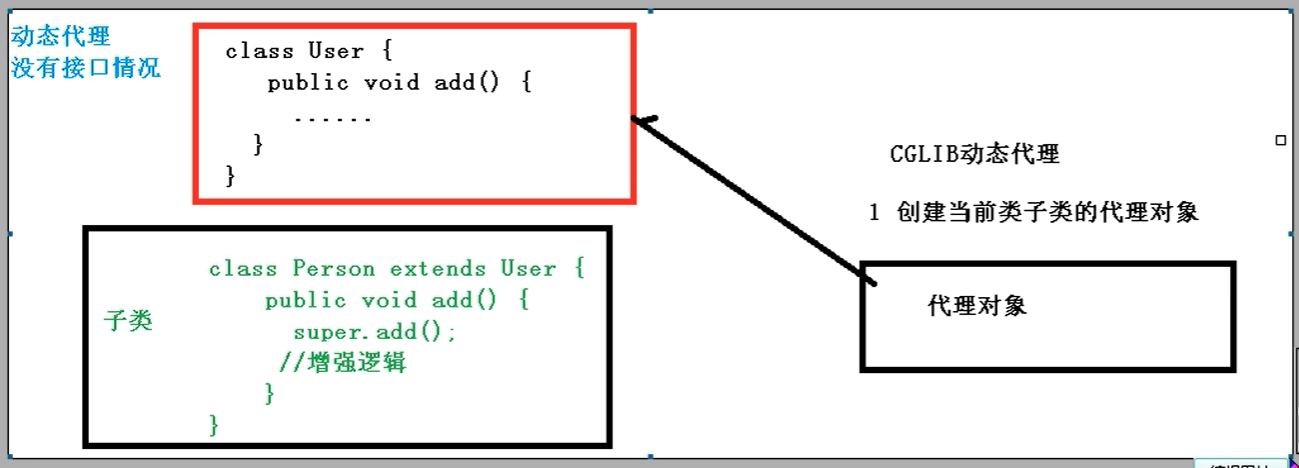 动态代理
没有接口情况
class User {
public void add() {
......
}
}
CGLIB动态代理
1 创建当前类子类的代理对象
代理对象
子类
class Person extends User {
public void add() {
super.add();
//增强逻辑
}
}